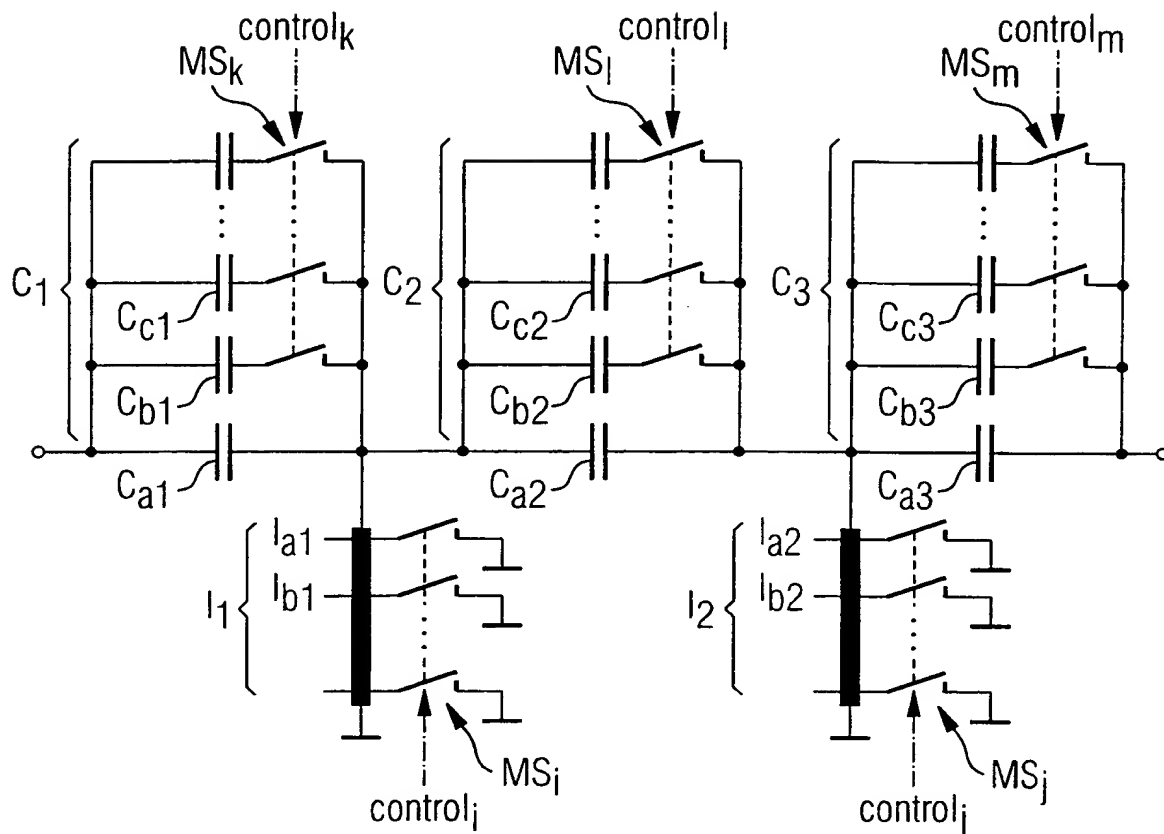 control_k
control_l
control_m
MS_k
MS_l
MS_m
C_1
C_2
C_3
C_c1
C_c2
C_c3
C_b1
C_b2
C_b3
C_a1
C_a2
C_a3
I_a1
I_a2
I_b1
I_b2
I_1
I_2
MS_i
MS_j
control_i
control_j